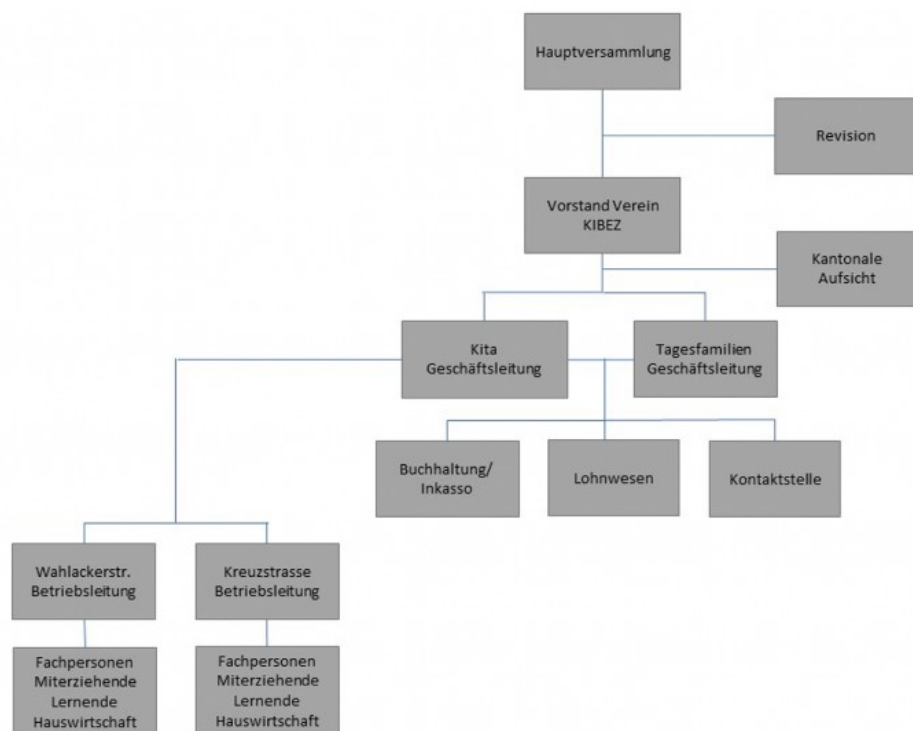 Hauptversammlung
Revision
Vorstand Verein
KIBEZ
Kantonale
Aufsicht
Kita
Geschäftsleitung
Tagesfamilien
Geschäftsleitung
Buchhaltung/
Inkasso
Lohnwesen
Kontaktstelle
Wahlackerstr.
Betriebsleitung
Kreuzstrasse
Betriebsleitung
Fachpersonen
Miterziehende
Lernende
Hauswirtschaft
Fachpersonen
Miterziehende
Lernende
Hauswirtschaft